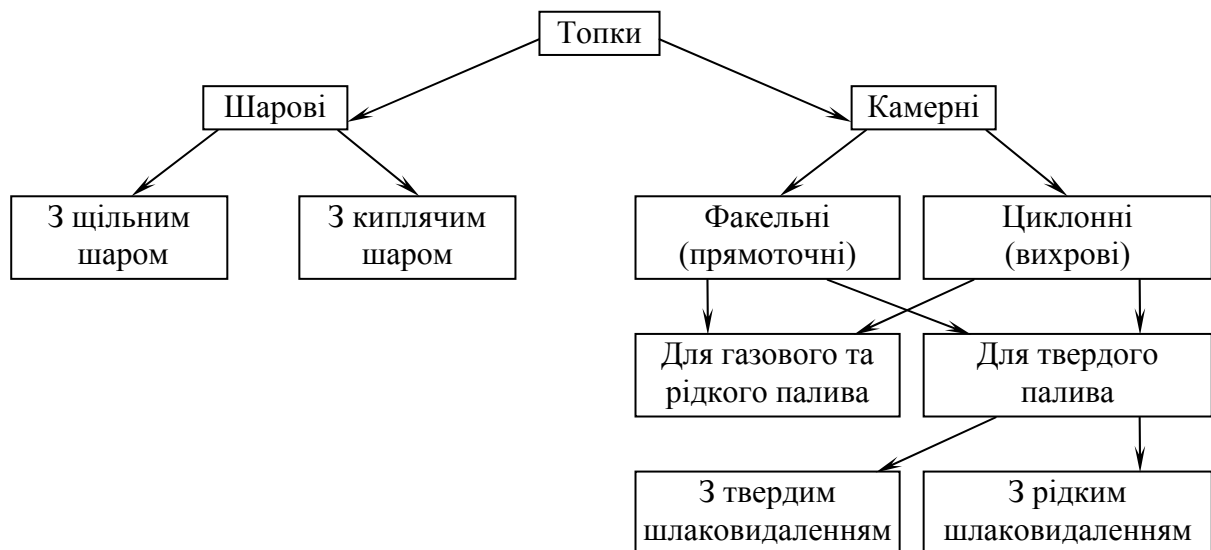 Топки
Шарові
Камерні
З щільним
шаром
З киплячим
шаром
Факельні
(прямоточні)
Циклонні
(вихрові)
Для газового та
рідкого палива
Для твердого
палива
З твердим
шлаковидаленням
З рідким
шлаковидаленням